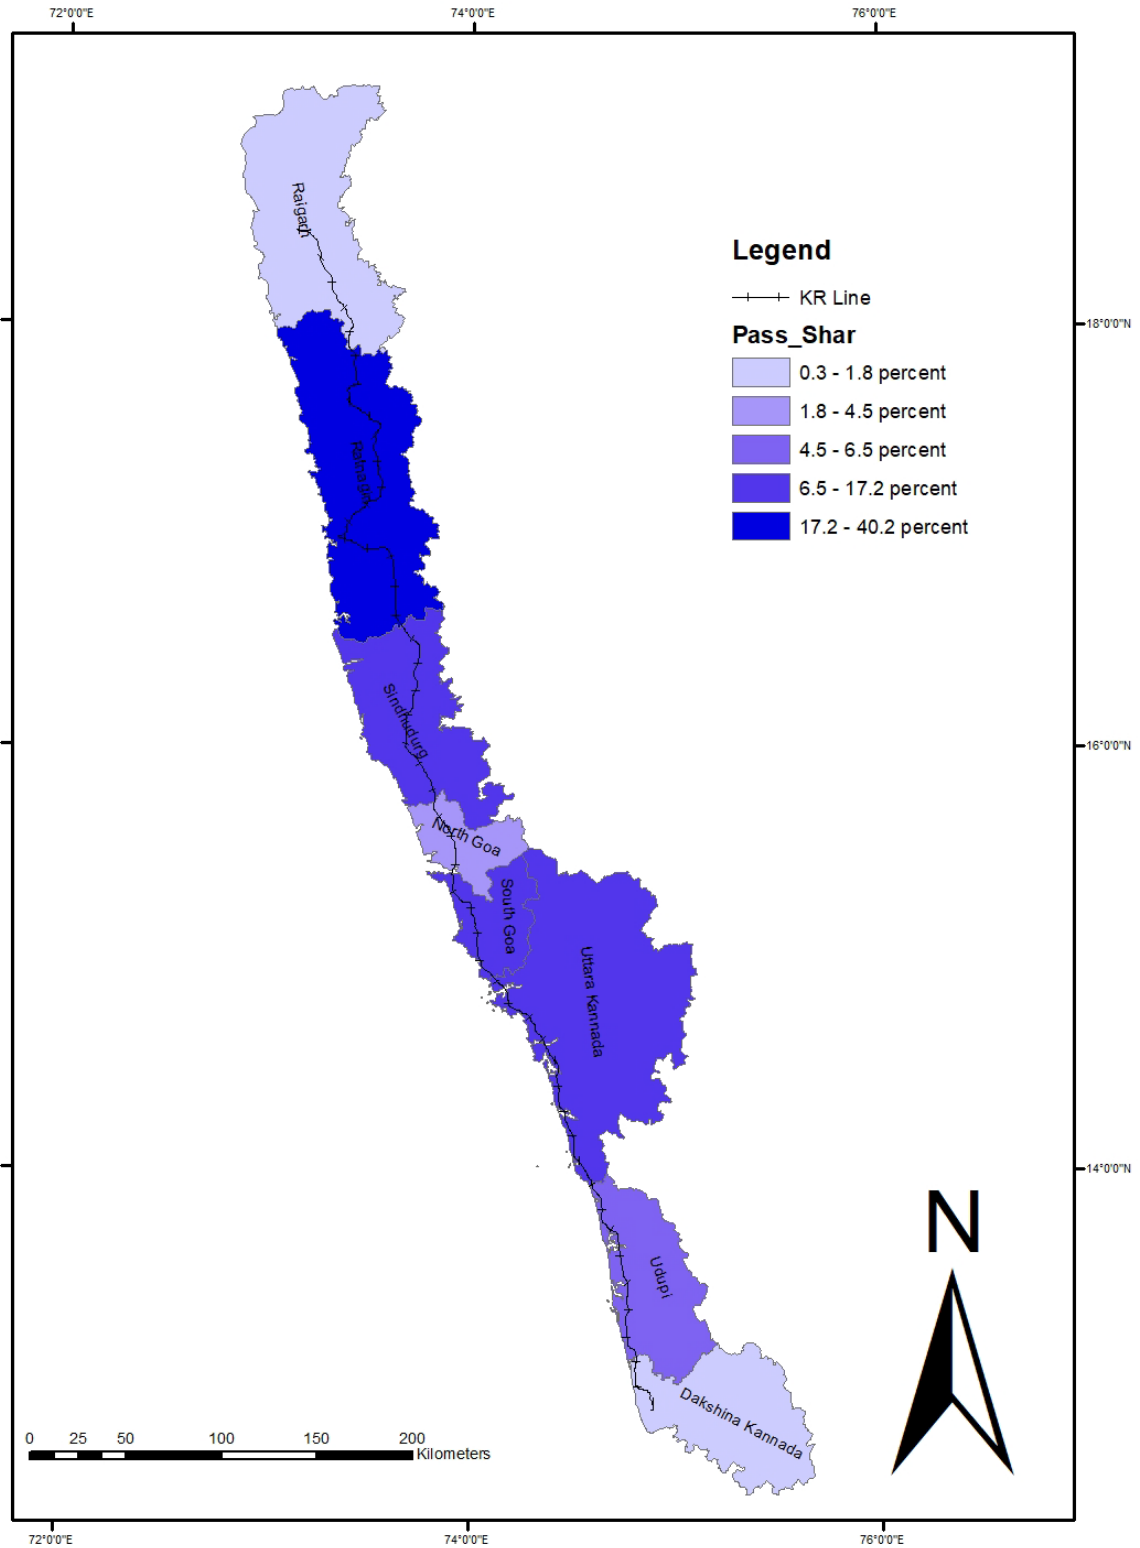 72°0'0"E 74°0'0"E 76°0'0"E
Raigarh
Legend
KR Line
18°0'0"N
Pass_Shar
0.3 - 1.8 percent
1.8 - 4.5 percent
4.5 - 6.5 percent
6.5 - 17.2 percent
17.2 - 40.2 percent
Ratnagiri
Sindhudurg
16°0'0"N
North Goa
South Goa
Uttara Kannada
14°0'0"N
N
Udupi
Dakshina Kannada
0 25 50 100 150 200
Kilometers
72°0'0"E 74°0'0"E 76°0'0"E